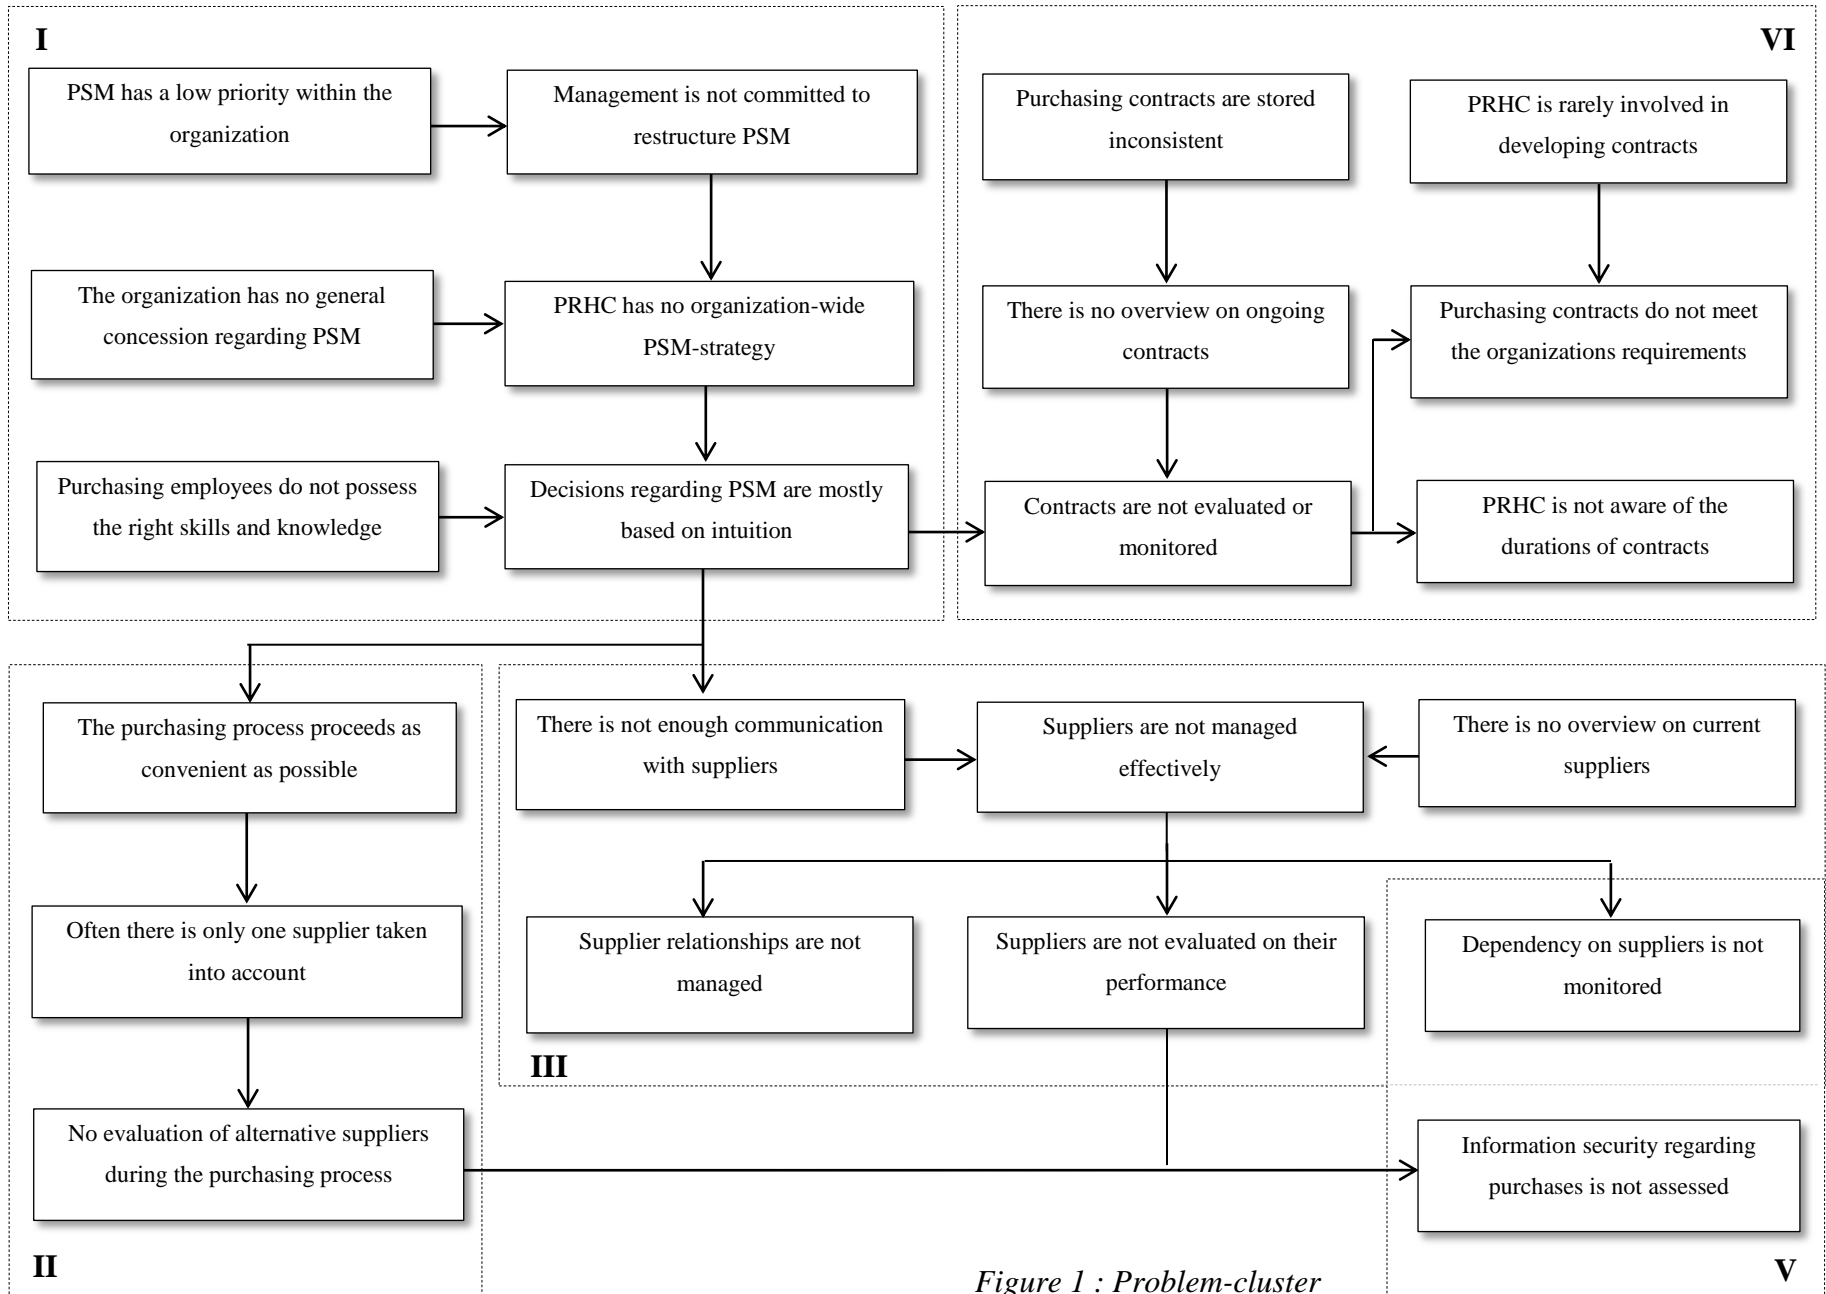 I
PSM has a low priority within the
organization
Management is not committed to
restructure PSM
The organization has no general
concession regarding PSM
PRHC has no organization-wide
PSM-strategy
Purchasing employees do not possess
the right skills and knowledge
Decisions regarding PSM are mostly
based on intuition
VI
Purchasing contracts are stored
inconsistent
PRHC is rarely involved in
developing contracts
There is no overview on ongoing
contracts
Purchasing contracts do not meet
the organizations requirements
Contracts are not evaluated or
monitored
PRHC is not aware of the
durations of contracts
The purchasing process proceeds as
convenient as possible
Often there is only one supplier taken
into account
No evaluation of alternative suppliers
during the purchasing process
II
There is not enough communication
with suppliers
Suppliers are not managed
effectively
There is no overview on current
suppliers
Supplier relationships are not
managed
Suppliers are not evaluated on their
performance
Dependency on suppliers is not
monitored
III
Information security regarding
purchases is not assessed
V
Figure 1 : Problem-cluster